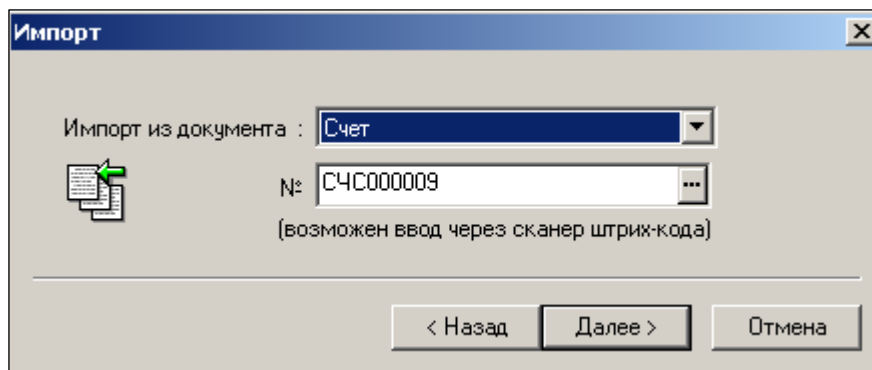 Импорт
Импорт из документа : Счет
№ СЧС000009 ...
(возможен ввод через сканер штрих-кода)
< Назад Далее > Отмена